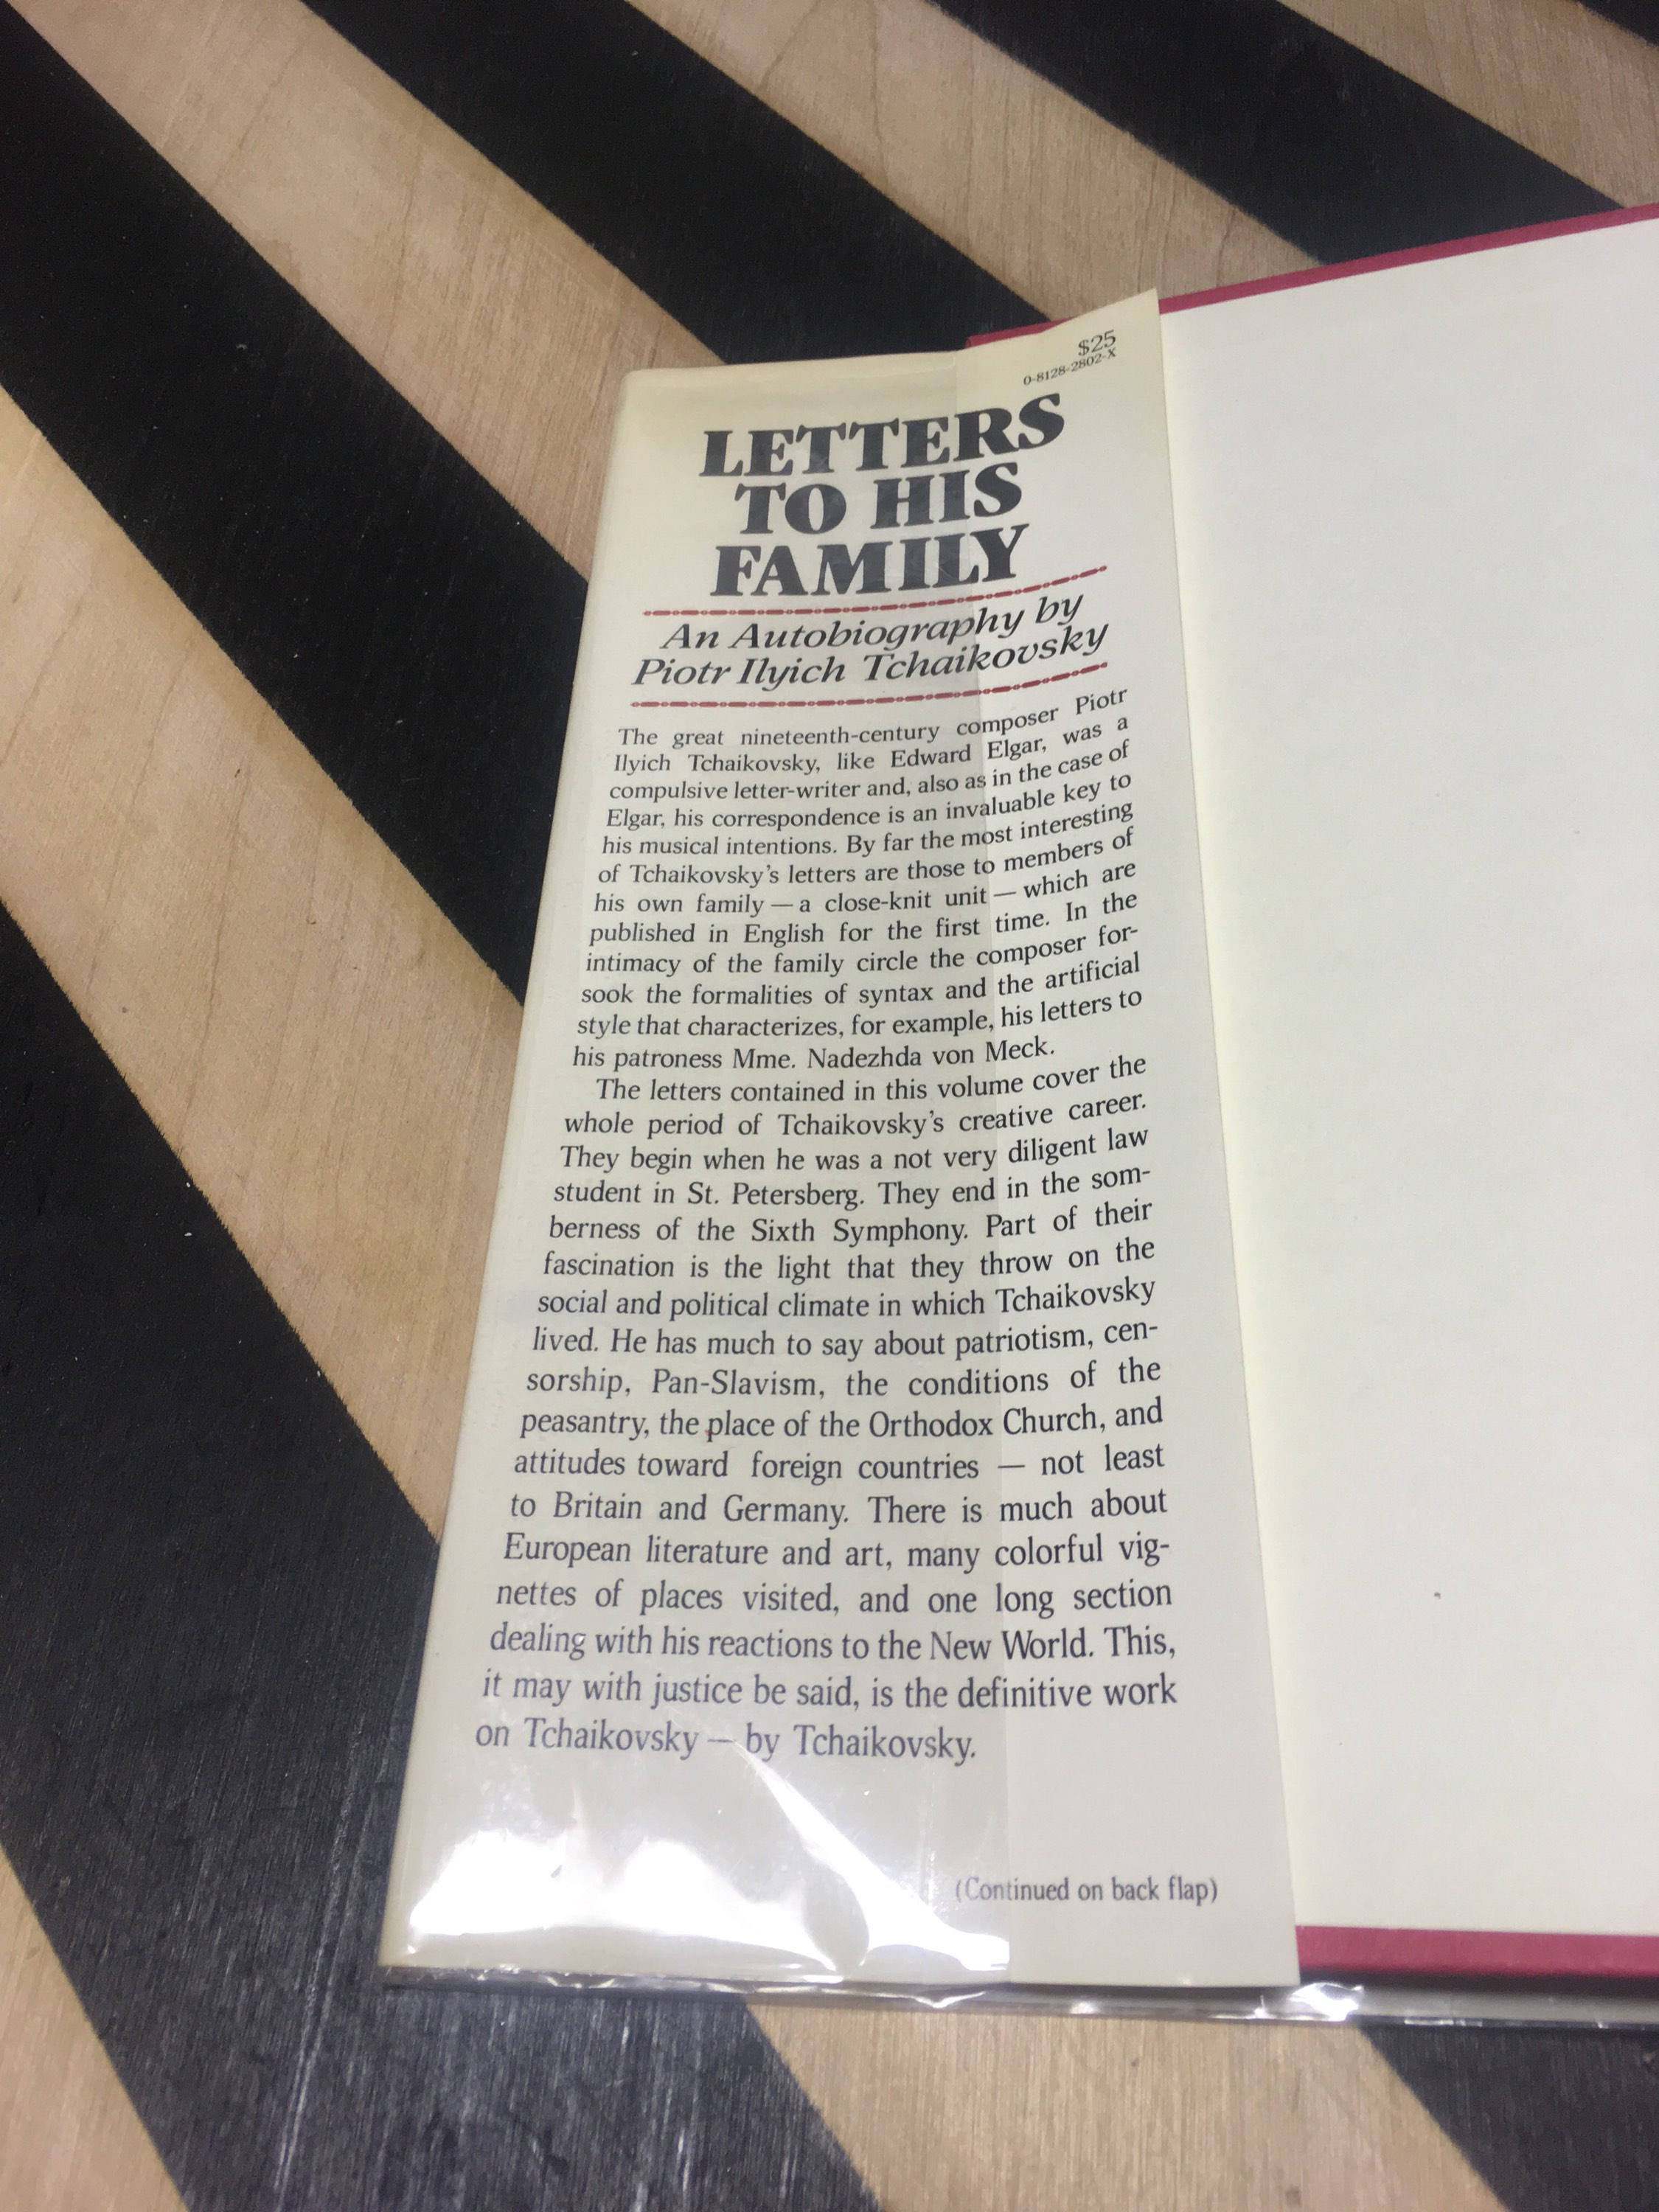 $25
0-8128-2802-X
LETTERS
TO HIS
FAMILY
An Autobiography by
Piotr Ilyich Tchaikovsky
The great nineteenth-century composer Piotr
Ilyich Tchaikovsky, like Edward Elgar, was a
compulsive letter-writer and, also as in the case of
Elgar, his correspondence is an invaluable key to
his musical intentions. By far the most interesting
of Tchaikovsky's letters are those to members of
his own family — a close-knit unit — which are
published in English for the first time. In the
intimacy of the family circle the composer for-
sook the formalities of syntax and the artificial
style that characterizes, for example, his letters to
his patroness Mme. Nadezhda von Meck.
The letters contained in this volume cover the
whole period of Tchaikovsky's creative career.
They begin when he was a not very diligent law
student in St. Petersberg. They end in the som-
berness of the Sixth Symphony. Part of their
fascination is the light that they throw on the
social and political climate in which Tchaikovsky
lived. He has much to say about patriotism, cen-
sorship, Pan-Slavism, the conditions of the
peasantry, the place of the Orthodox Church, and
attitudes toward foreign countries — not least
to Britain and Germany. There is much about
European literature and art, many colorful vig-
nettes of places visited, and one long section
dealing with his reactions to the New World. This,
it may with justice be said, is the definitive work
on Tchaikovsky — by Tchaikovsky.
(Continued on back flap)